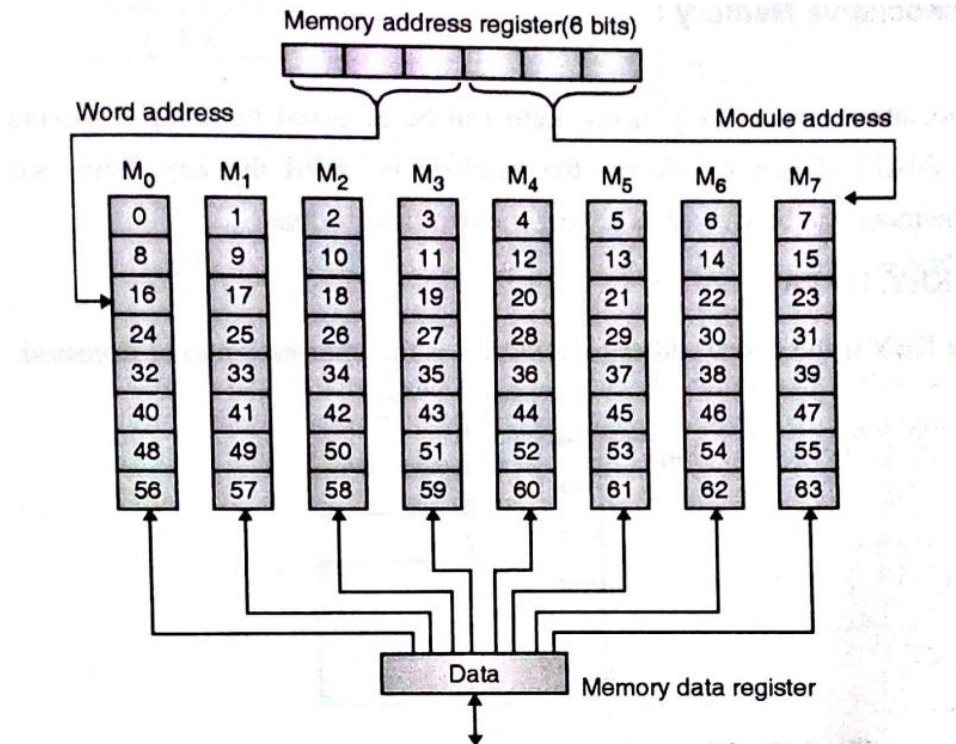 Memory address register(6 bits)
Word address
Module address
M0 M1 M2 M3 M4 M5 M6 M7
0 1 2 3 4 5 6 7
8 9 10 11 12 13 14 15
16 17 18 19 20 21 22 23
24 25 26 27 28 29 30 31
32 33 34 35 36 37 38 39
40 41 42 43 44 45 46 47
48 49 50 51 52 53 54 55
56 57 58 59 60 61 62 63
Data
Memory data register